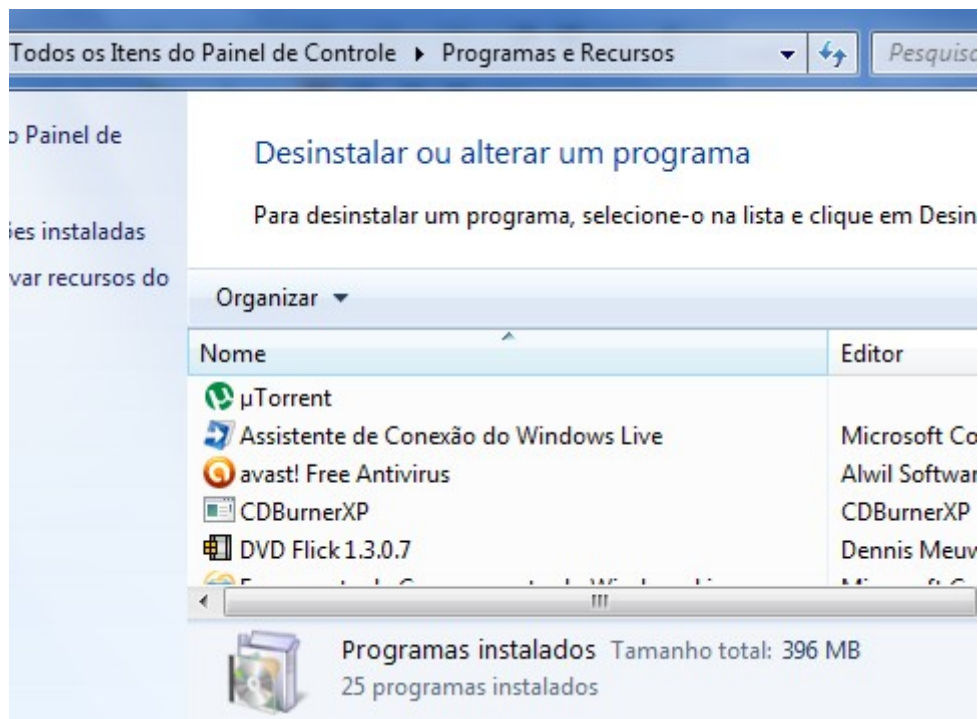 Todos os Itens do Painel de Controle ▸ Programas e Recursos
Pesquisa
o Painel de
Desinstalar ou alterar um programa
Para desinstalar um programa, selecione-o na lista e clique em Desin
ões instaladas
var recursos do
Organizar
Nome Editor
µTorrent
Assistente de Conexão do Windows Live Microsoft Co
avast! Free Antivirus Alwil Softwar
CDBurnerXP CDBurnerXP
DVD Flick 1.3.0.7 Dennis Meuw
Programas instalados Tamanho total: 396 MB
25 programas instalados